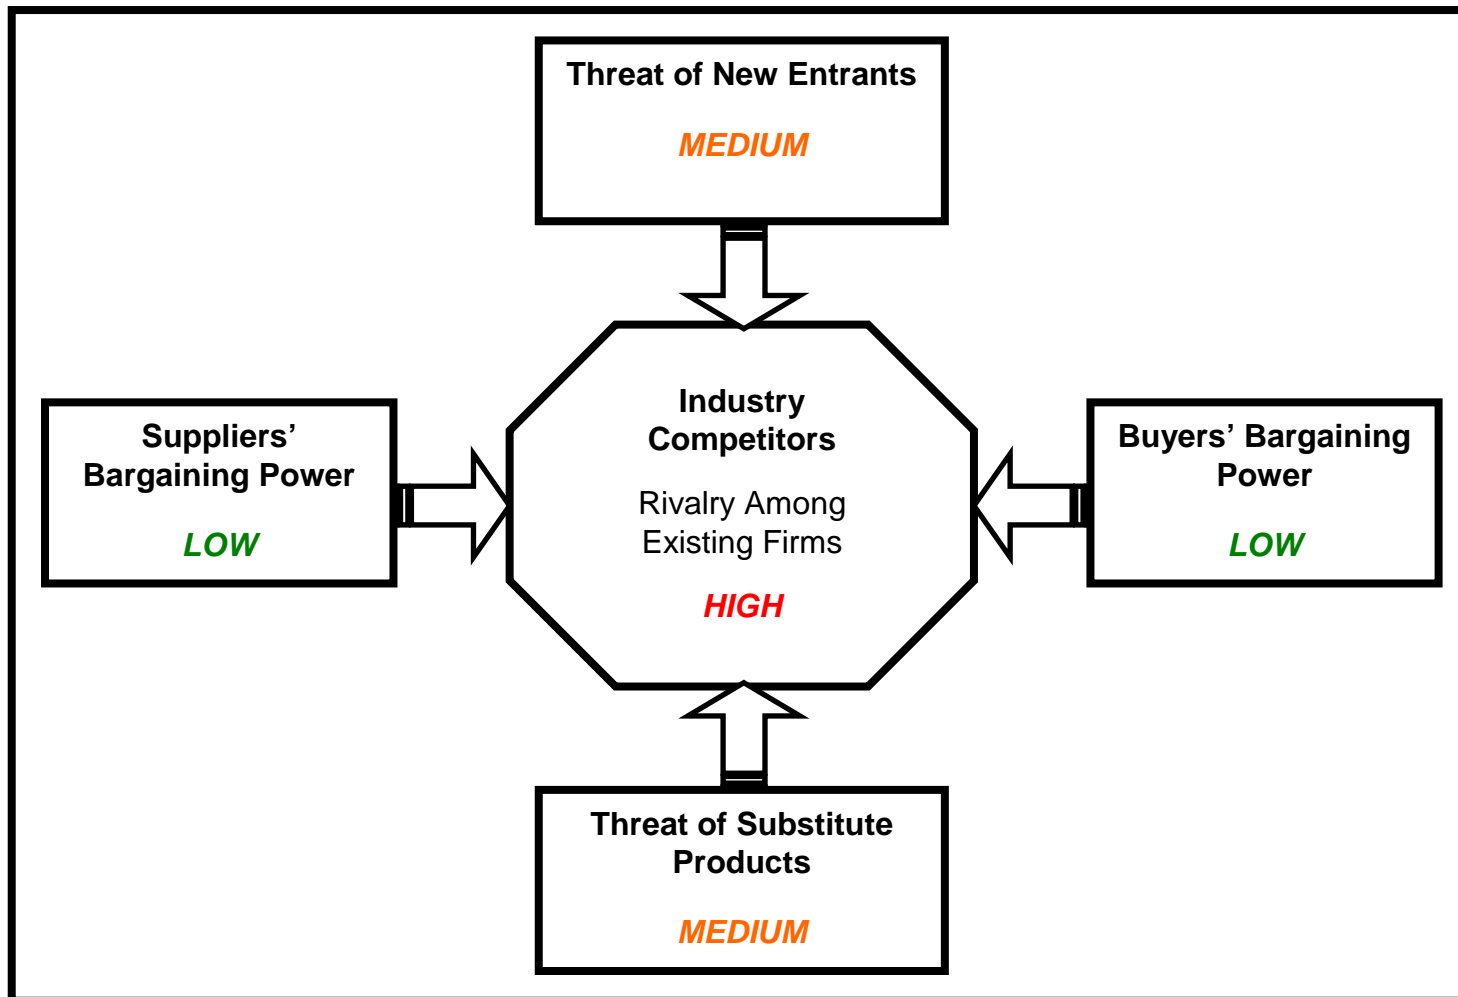 Threat of New Entrants
MEDIUM
Industry
Competitors
Rivalry Among
Existing Firms
HIGH
Suppliers’
Bargaining Power
LOW
Buyers’ Bargaining
Power
LOW
Threat of Substitute
Products
MEDIUM